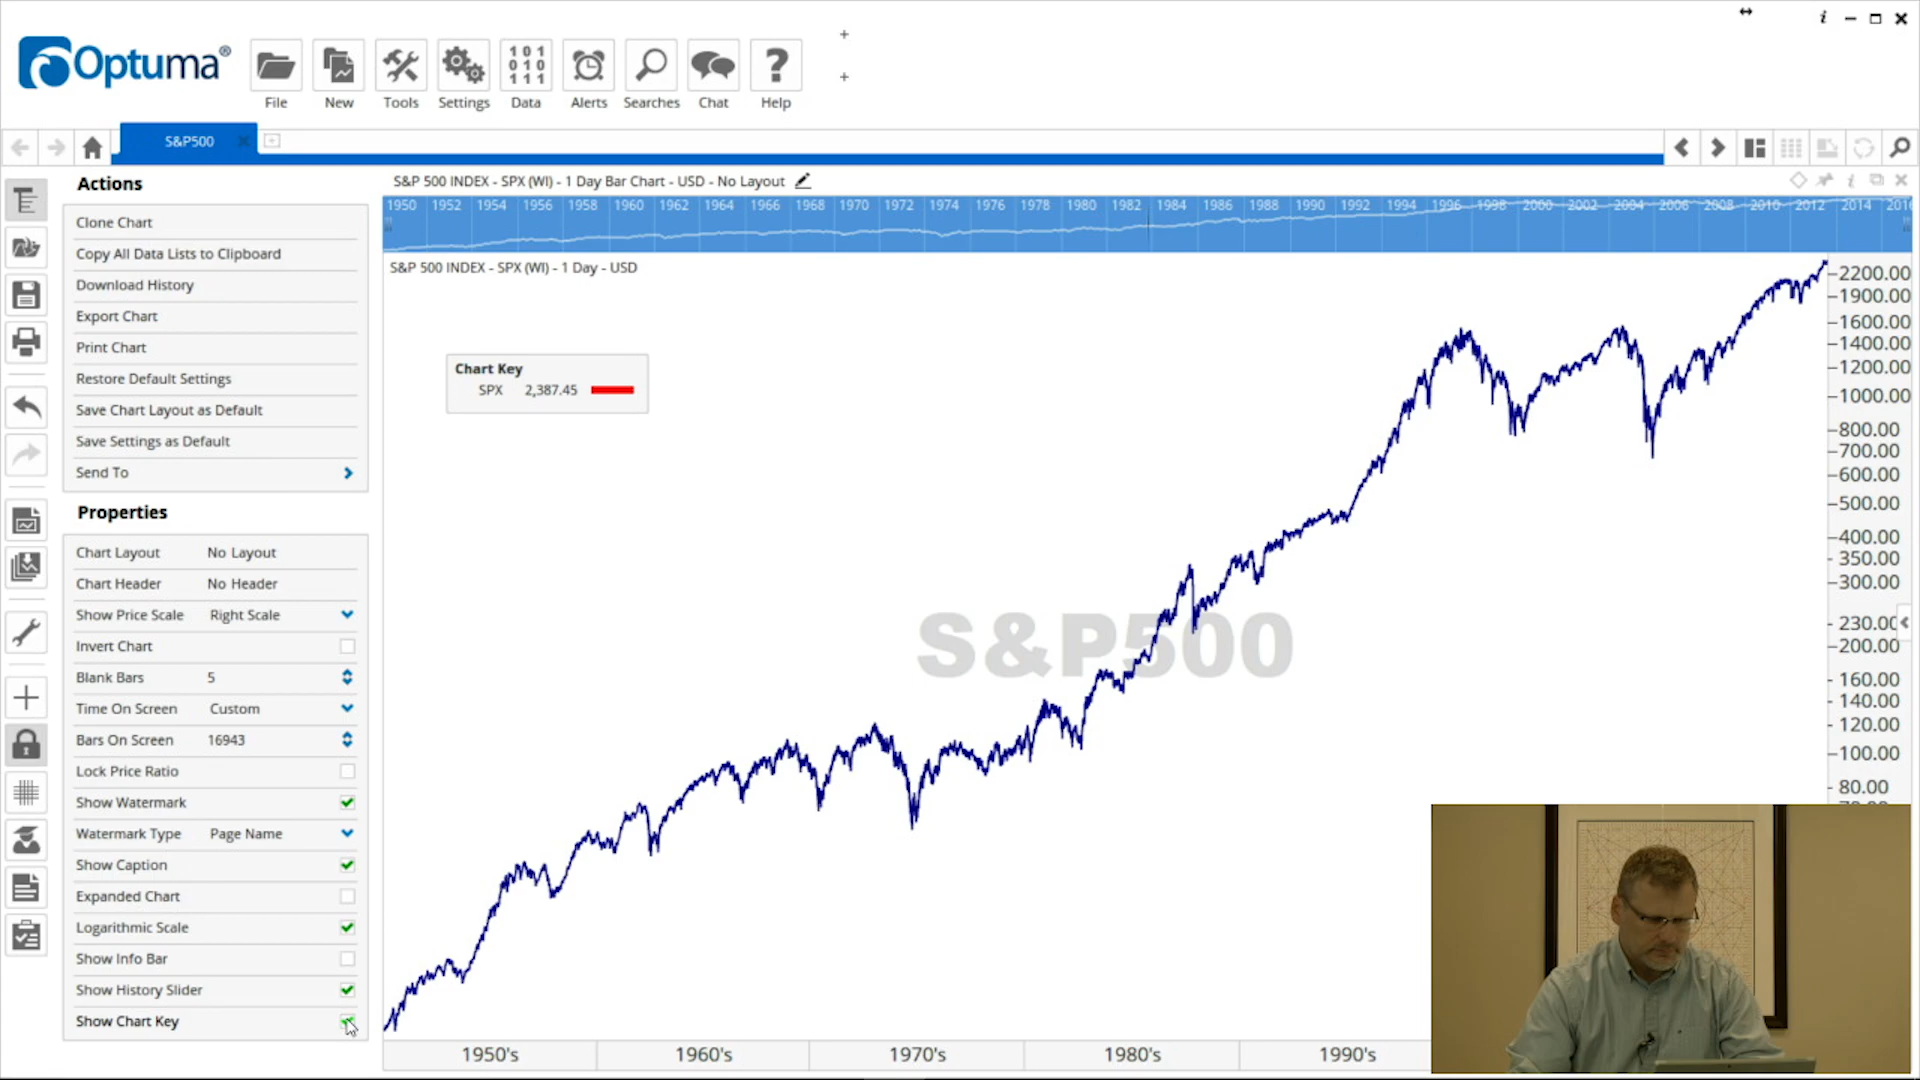 Optuma®
File New Tools Settings Data Alerts Searches Chat Help
S&P500
Actions
Clone Chart
Copy All Data Lists to Clipboard
Download History
Export Chart
Print Chart
Restore Default Settings
Save Chart Layout as Default
Save Settings as Default
Send To
Properties
Chart Layout No Layout
Chart Header No Header
Show Price Scale Right Scale
Invert Chart
Blank Bars 5
Time On Screen Custom
Bars On Screen 16943
Lock Price Ratio
Show Watermark
Watermark Type Page Name
Show Caption
Expanded Chart
Logarithmic Scale
Show Info Bar
Show History Slider
Show Chart Key
S&P 500 INDEX - SPX (WI) - 1 Day Bar Chart - USD - No Layout
1950 1952 1954 1956 1958 1960 1962 1964 1966 1968 1970 1972 1974 1976 1978 1980 1982 1984 1986 1988 1990 1992 1994 1996 1998 2000 2002 2004 2006 2008 2010 2012 2014 2016
S&P 500 INDEX - SPX (WI) - 1 Day - USD
Chart Key
SPX 2,387.45
S&P500
2200.00
1900.00
1600.00
1400.00
1200.00
1000.00
800.00
700.00
600.00
500.00
400.00
350.00
300.00
230.00
200.00
160.00
140.00
120.00
100.00
80.00
1950's 1960's 1970's 1980's 1990's